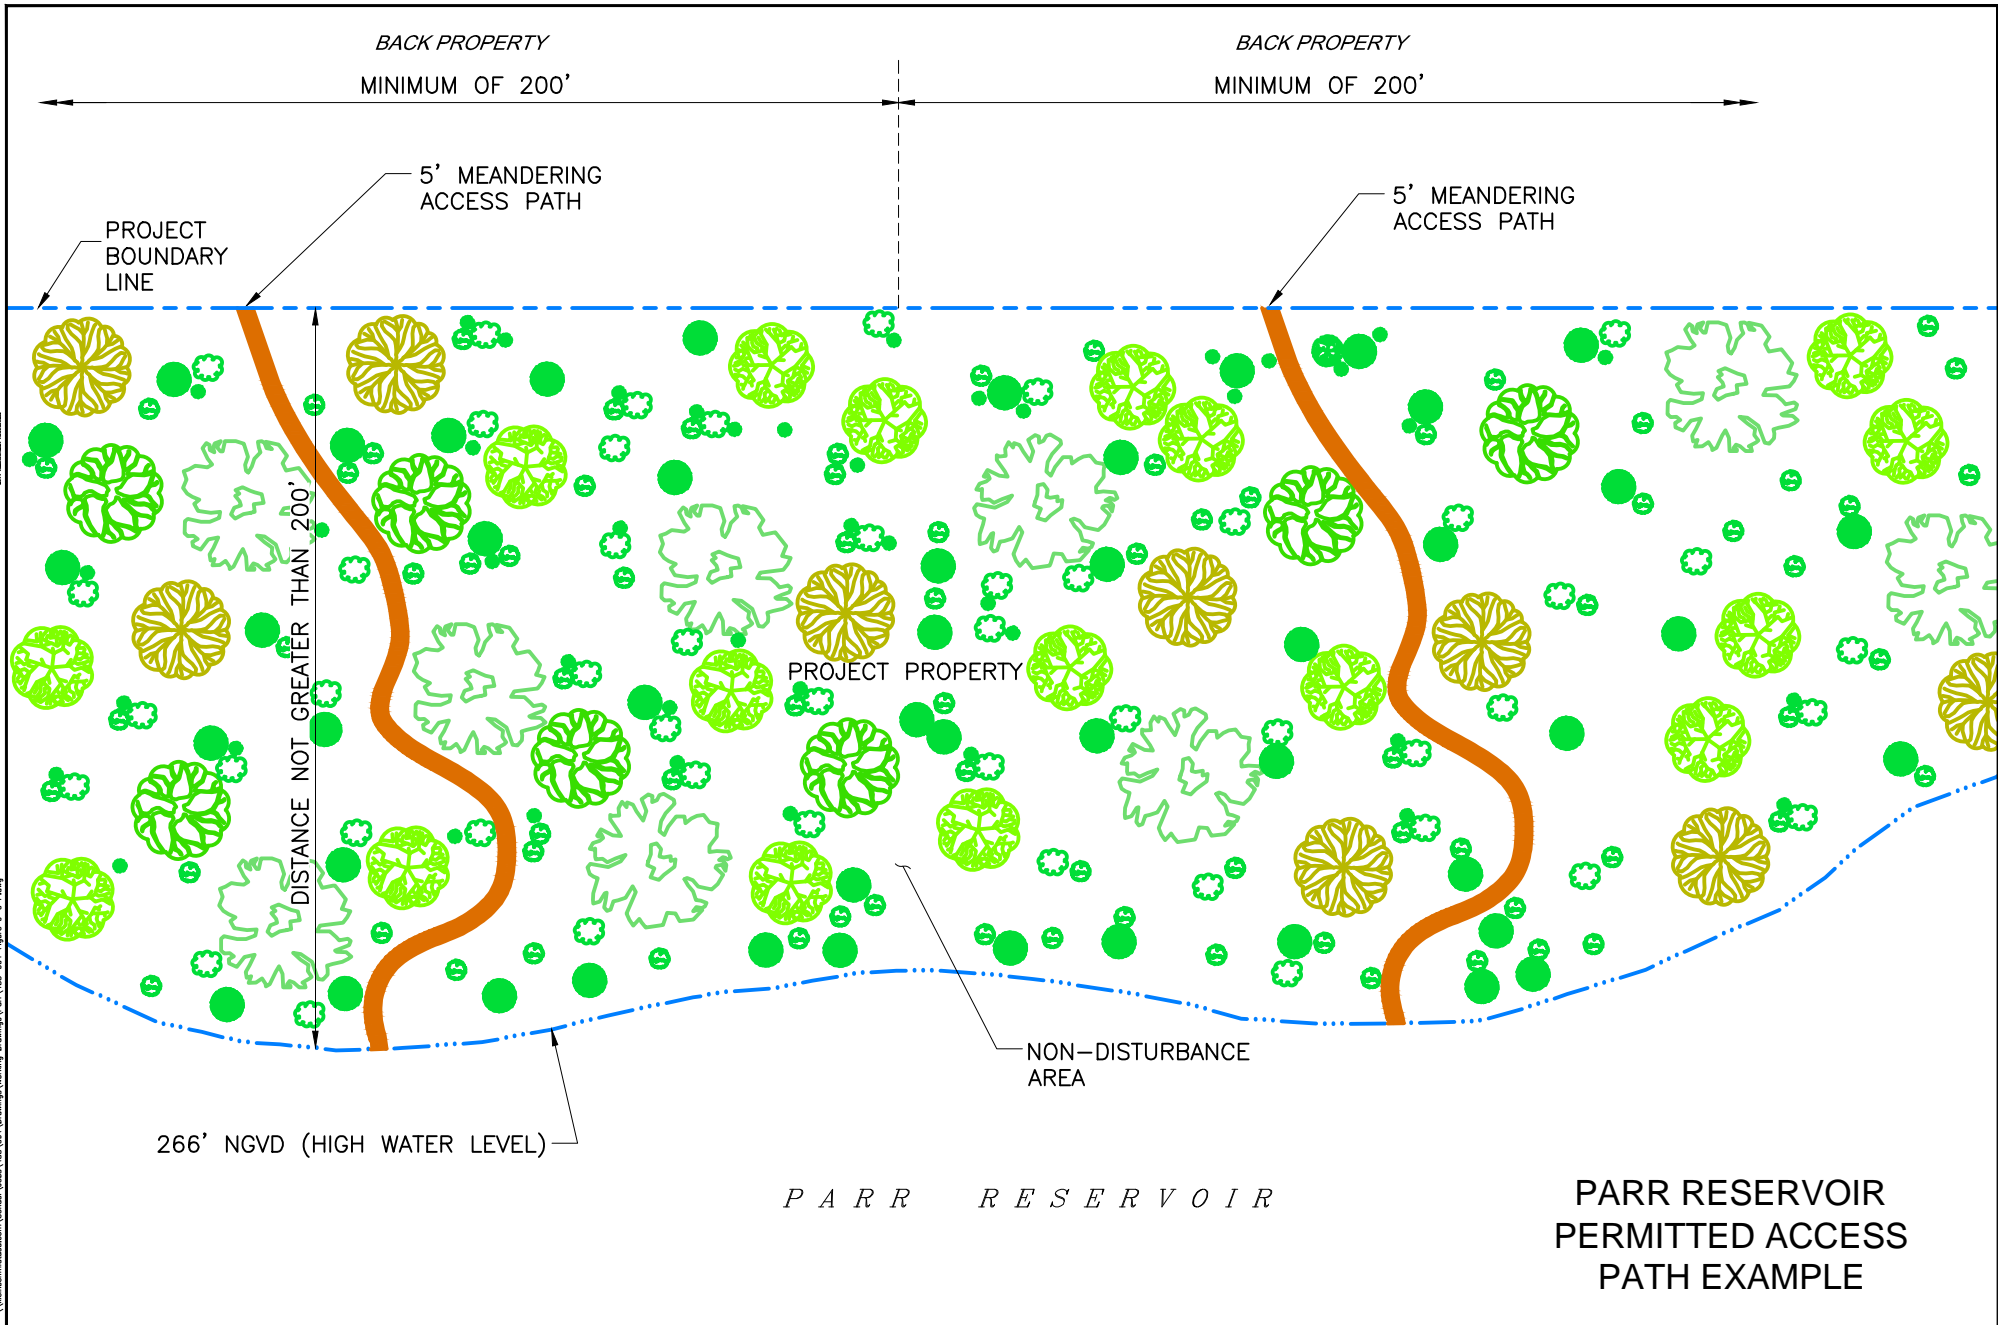 BACK PROPERTY
MINIMUM OF 200'
BACK PROPERTY
MINIMUM OF 200'
5' MEANDERING
ACCESS PATH
5' MEANDERING
ACCESS PATH
PROJECT
BOUNDARY
LINE
DISTANCE NOT GREATER THAN 200'
PROJECT PROPERTY
NON-DISTURBANCE
AREA
266' NGVD (HIGH WATER LEVEL)
PARR RESERVOIR
PARR RESERVOIR
PERMITTED ACCESS
PATH EXAMPLE